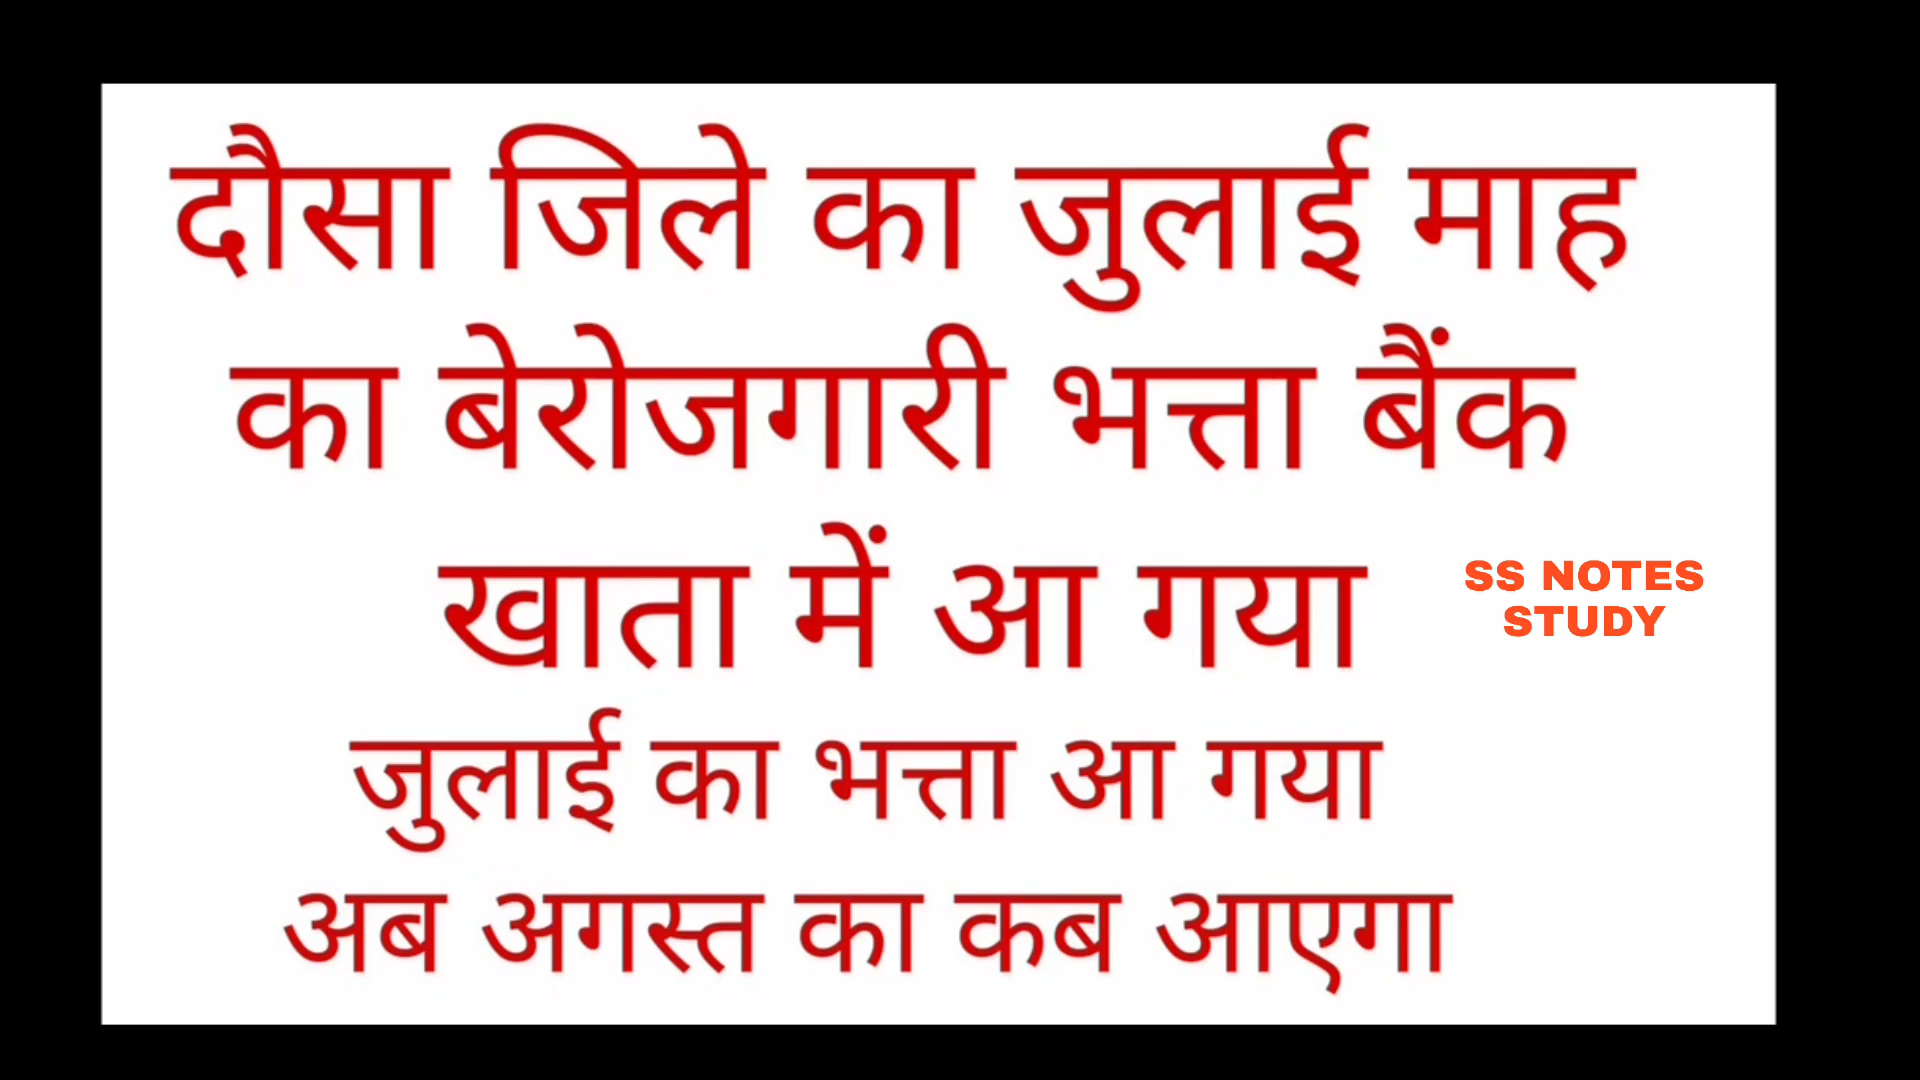 दौसा जिले का जुलाई माह
का बेरोजगारी भत्ता बैंक
खाता में आ गया
SS NOTES
STUDY
जुलाई का भत्ता आ गया
अब अगस्त का कब आएगा